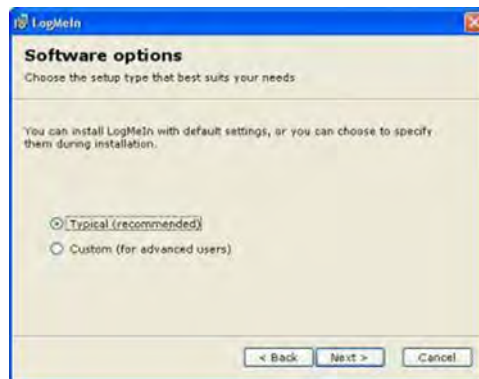 LogMeIn
Software options
Choose the setup type that best suits your needs
You can install LogMeIn with default settings, or you can choose to specify
them during installation.
Typical (recommended)
Custom (for advanced users)
< Back Next > Cancel